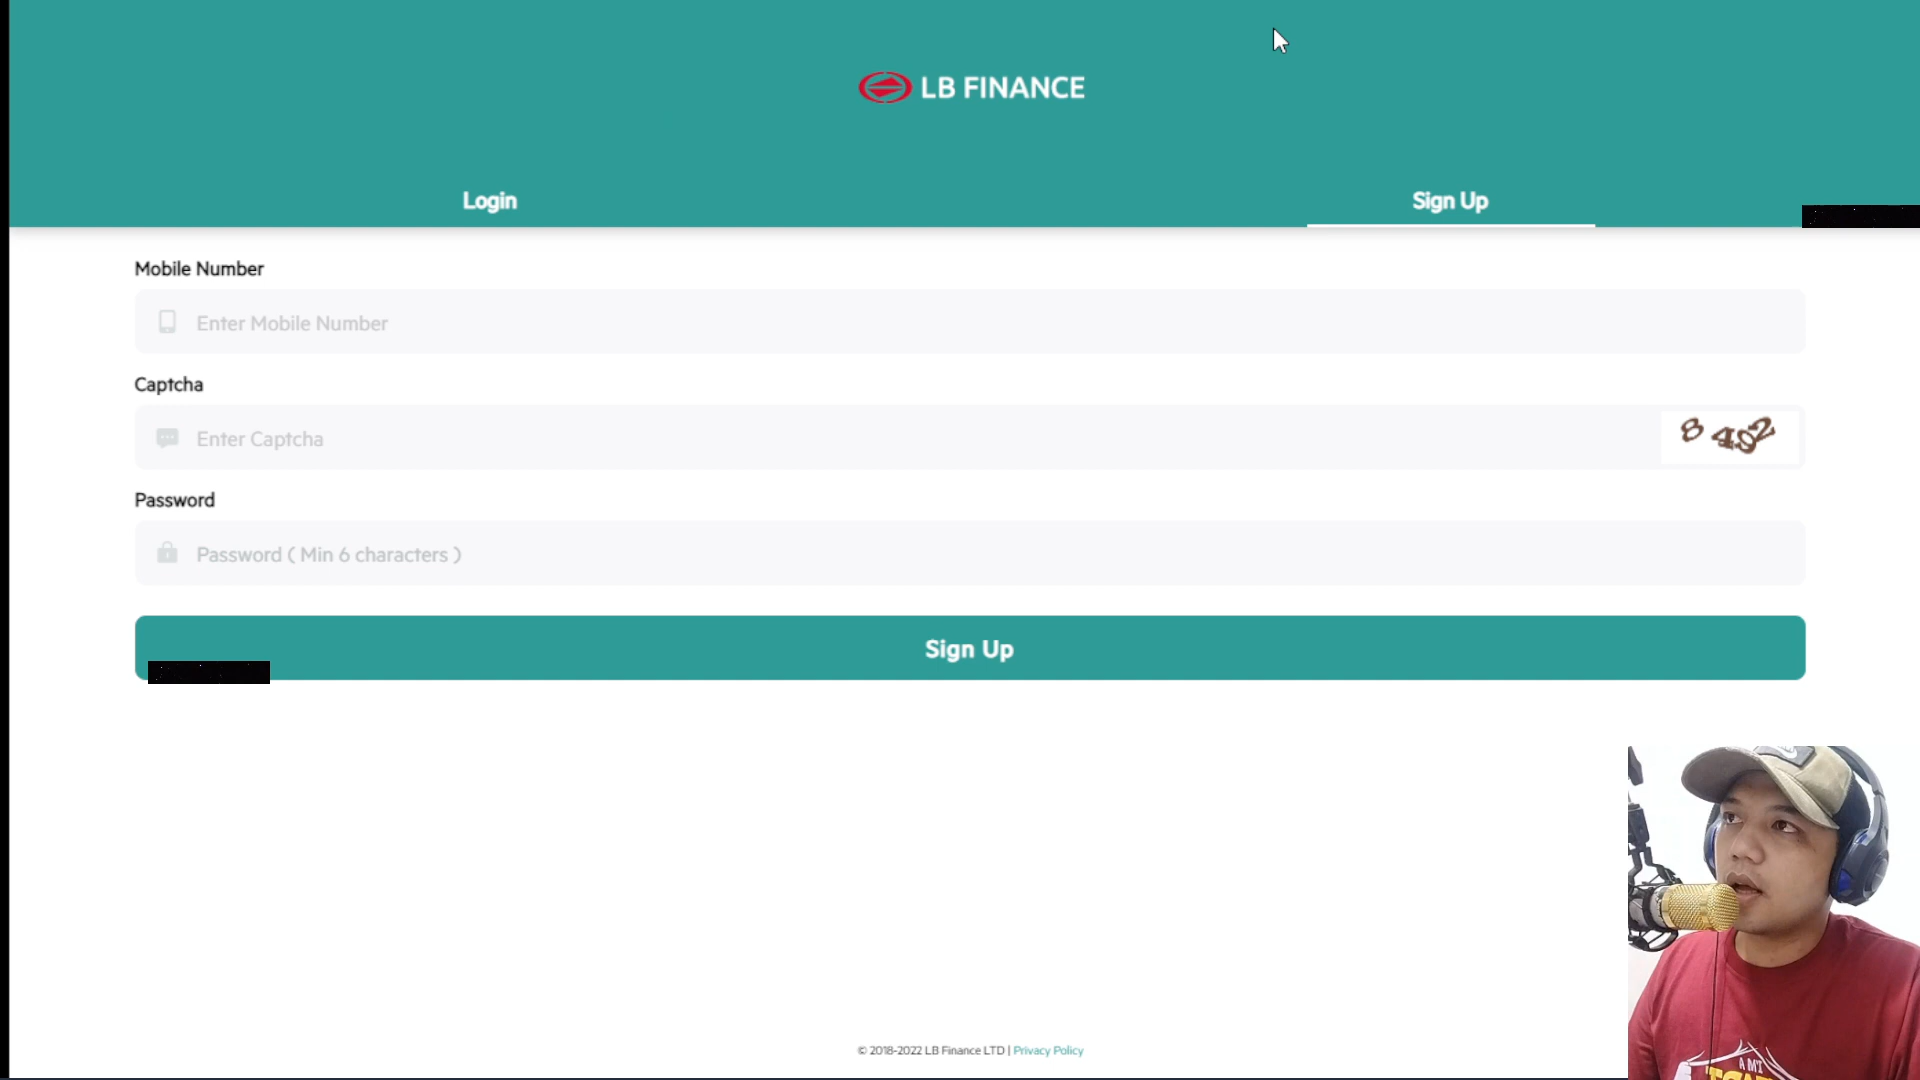 LB FINANCE
Login
Sign Up
Mobile Number
Enter Mobile Number
Captcha
Enter Captcha
Password
Password ( Min 6 characters )
Sign Up
© 2018-2022 LB Finance LTD | Privacy Policy